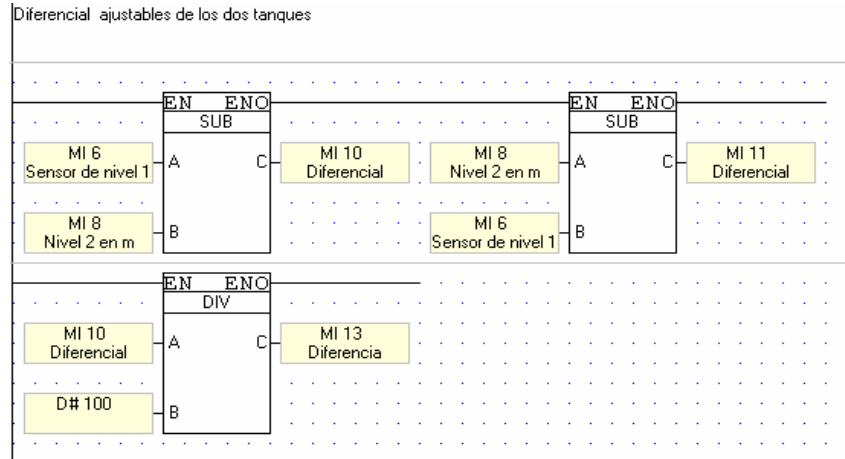 Diferencial ajustables de los dos tanques
EN ENO EN ENO
SUB SUB
MI 6 MI 10 MI 8 MI 11
Sensor de nivel 1 A C Diferencial Nivel 2 en m A C Diferencial
MI 8 MI 6
Nivel 2 en m B Sensor de nivel 1 B
EN ENO
DIV
MI 10 MI 13
Diferencial A C Diferencia
D# 100 B